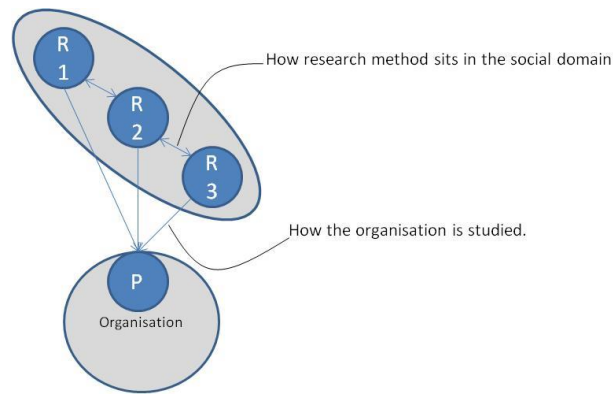 R
1
How research method sits in the social domain
R
2
R
3
How the organisation is studied.
P
Organisation